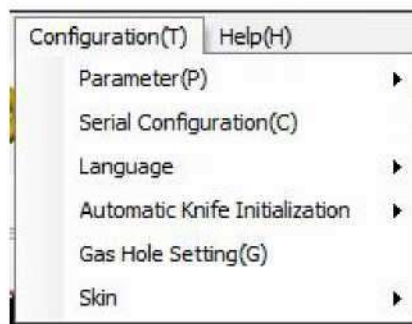 Configuration(T) Help(H)
Parameter(P)
Serial Configuration(C)
Language
Automatic Knife Initialization
Gas Hole Setting(G)
Skin